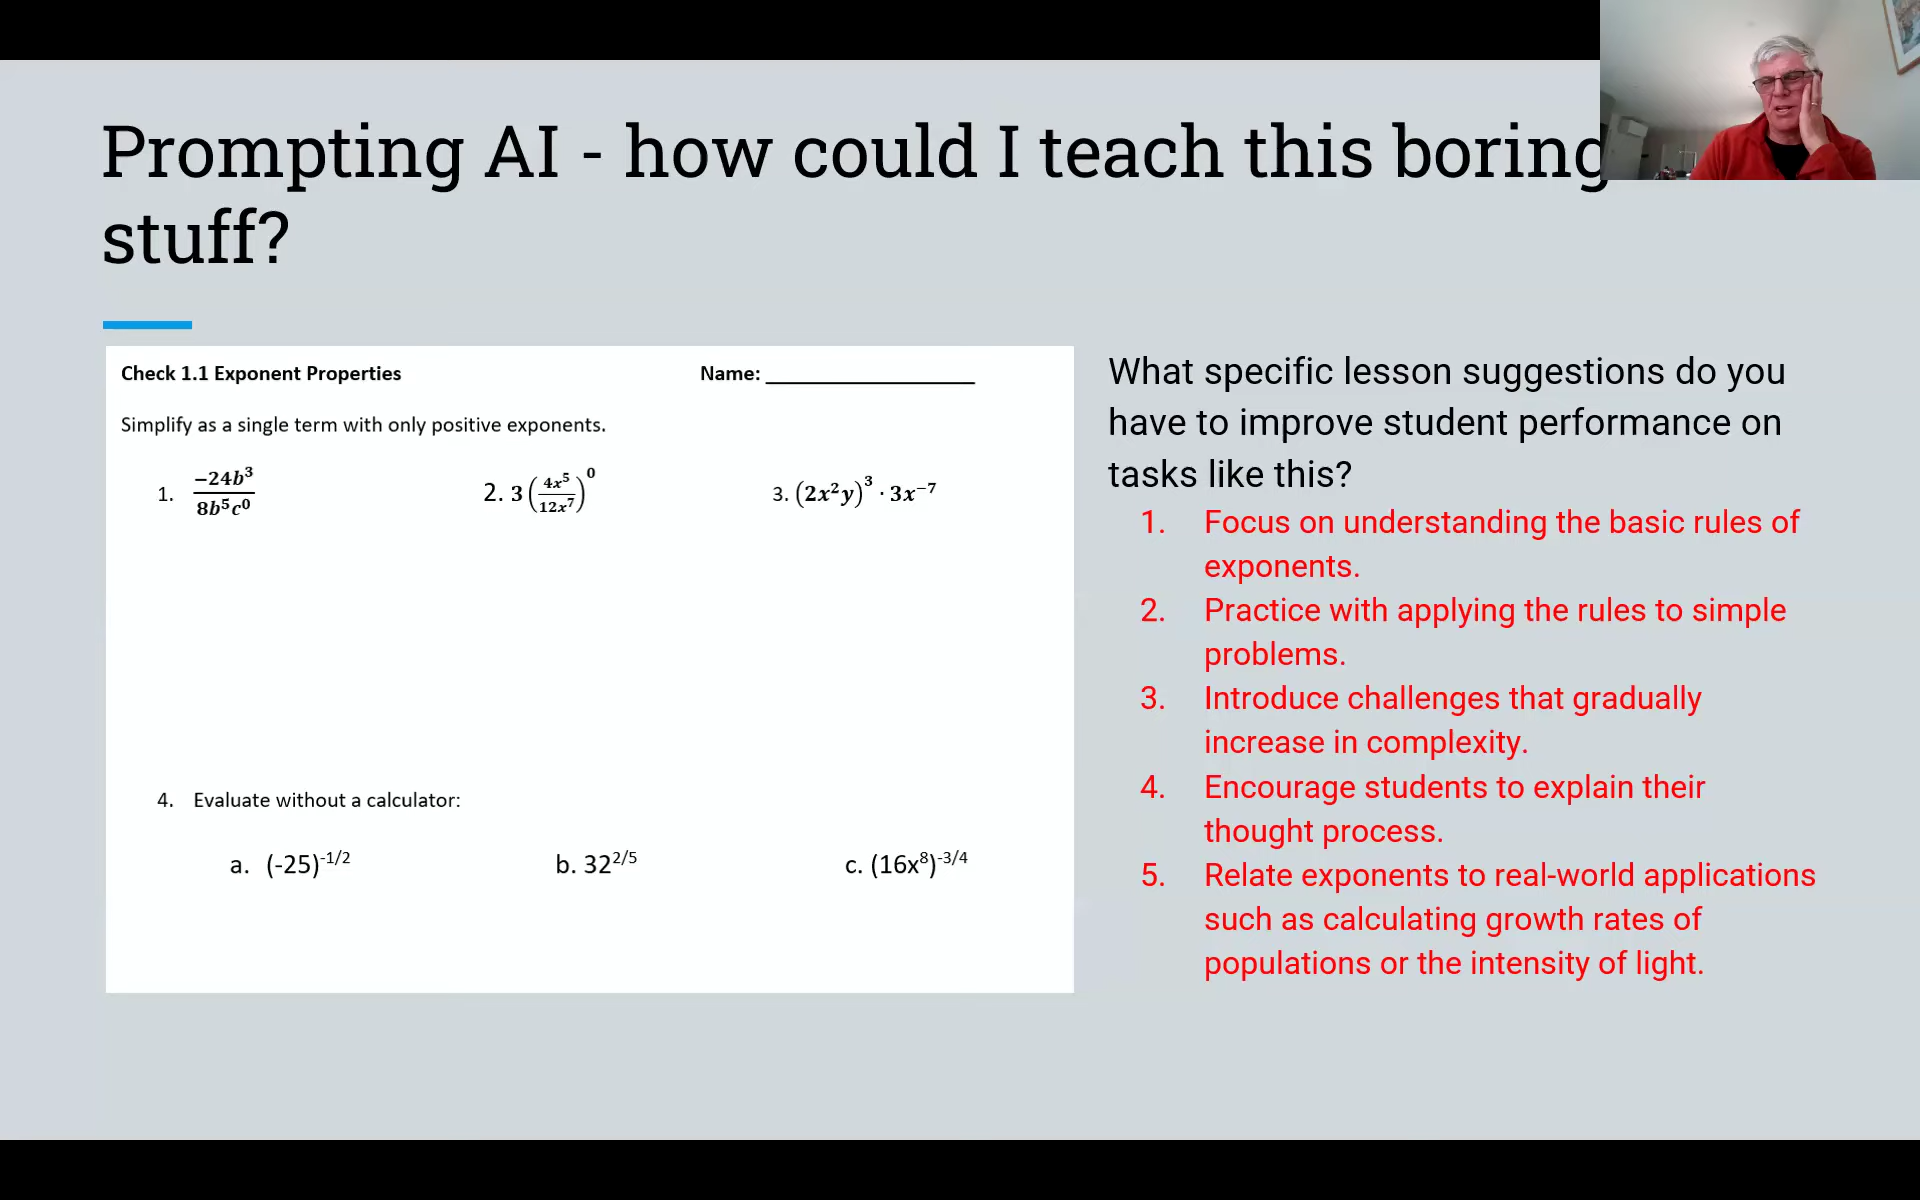 Prompting AI - how could I teach this boring
stuff?
Check 1.1 Exponent Properties Name: ____________________
Simplify as a single term with only positive exponents.
1. −24b³/8b⁵c⁰ 2. 3(4x⁵/12x⁷)⁰ 3. (2x²y)³ · 3x⁻⁷
4. Evaluate without a calculator:
a. (-25)^-1/2 b. 32^2/5 c. (16x⁸)^-3/4
What specific lesson suggestions do you
have to improve student performance on
tasks like this?
1. Focus on understanding the basic rules of
exponents.
2. Practice with applying the rules to simple
problems.
3. Introduce challenges that gradually
increase in complexity.
4. Encourage students to explain their
thought process.
5. Relate exponents to real-world applications
such as calculating growth rates of
populations or the intensity of light.